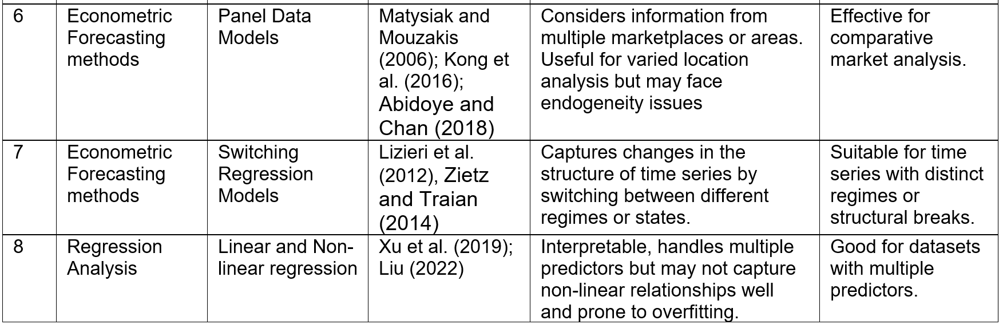 6
Econometric
Forecasting
methods
Panel Data
Models
Matysiak and
Mouzakis
(2006); Kong et
al. (2016);
Abidoye and
Chan (2018)
Considers information from
multiple marketplaces or areas.
Useful for varied location
analysis but may face
endogeneity issues
Effective for
comparative
market analysis.
7
Econometric
Forecasting
methods
Switching
Regression
Models
Lizieri et al.
(2012), Zietz
and Traian
(2014)
Captures changes in the
structure of time series by
switching between different
regimes or states.
Suitable for time
series with distinct
regimes or
structural breaks.
8
Regression
Analysis
Linear and Non-
linear regression
Xu et al. (2019);
Liu (2022)
Interpretable, handles multiple
predictors but may not capture
non-linear relationships well
and prone to overfitting.
Good for datasets
with multiple
predictors.